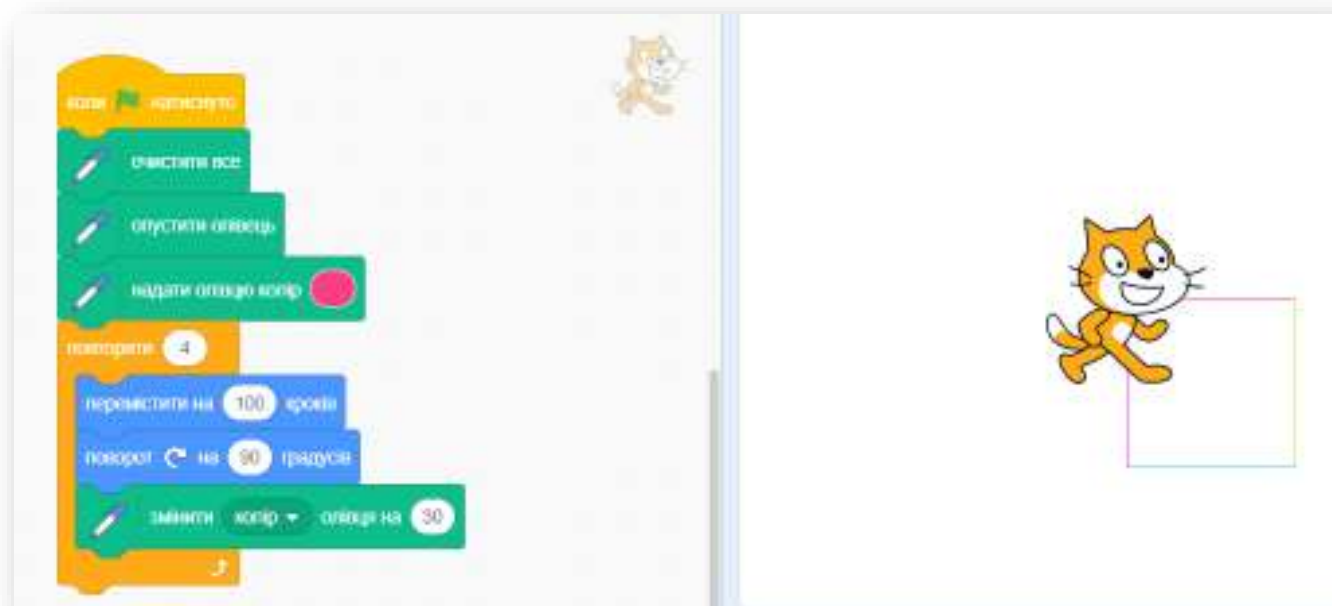 коли натиснуто
очистити все
опустити олівець
надати олівцю колір
повторити 4
перемістити на 100 кроків
поворот на 90 градусів
змінити колір олівця на 30